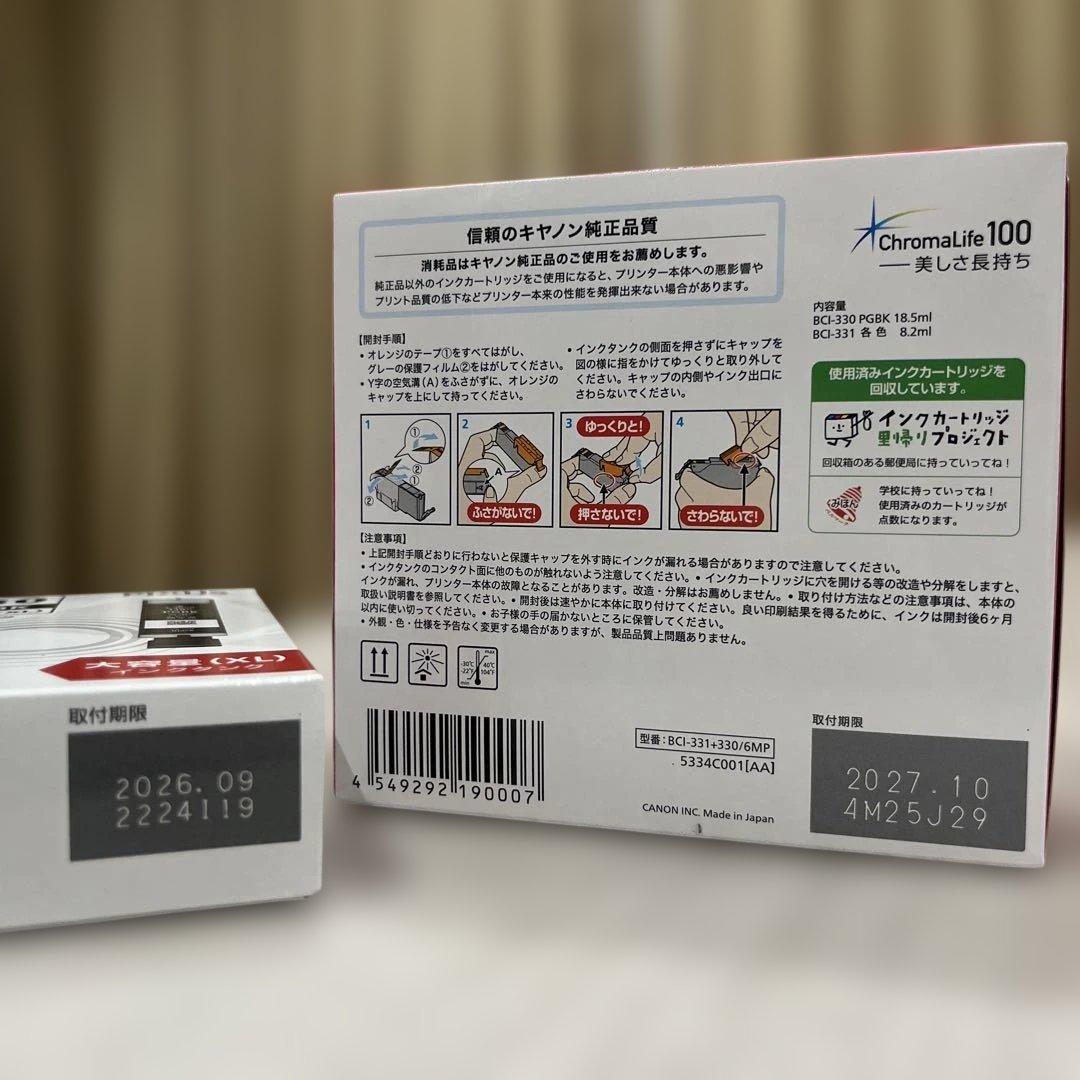 信頼のキヤノン純正品質
消耗品はキヤノン純正品のご使用をお薦めします。
純正品以外のインクカートリッジをご使用になると、プリンター本体への悪影響や
プリント品質の低下などプリンター本来の性能を発揮出来ない場合があります。
ChromaLife100
美しさ長持ち
内容量
BCI-330 PGBK 18.5ml
BCI-331 各色 8.2ml
【開封手順】
• オレンジのテープ①をすべてはがし、
グレーの保護フィルム②をはがしてください。
• Y字の空気溝(A)をふさがずに、オレンジの
キャップを上にして持ってください。
• インクタンクの側面を押さずにキャップを
図の様に指をかけてゆっくりと取り外して
ください。キャップの内側やインク出口に
さわらないでください。
1
①
②
①
②
2
A
ふさがないで!
3
ゆっくりと!
押さないで!
4
さわらないで!
使用済みインクカートリッジを
回収しています。
インクカートリッジ
里帰りプロジェクト
回収箱のある郵便局に持っていってね!
くみほん
学校に持っていってね!
使用済みのカートリッジが
点数になります。
【注意事項】
• 上記開封手順どおりに行わないと保護キャップを外す時にインクが漏れる場合がありますので注意してください。
• インクタンクのコンタクト面に他のものが触れないよう注意してください。• インクカートリッジに穴を開ける等の改造や分解をしますと、
インクが漏れ、プリンター本体の故障となることがあります。改造・分解はお薦めしません。• 取り付け方法などの注意事項は、本体の
取扱い説明書を参照してください。• 開封後は速やかに本体に取り付けてください。良い印刷結果を得るために、インクは開封後6ヶ月
以内に使い切ってください。• お子様の手の届かないところに保管してください。
• 外観・色・仕様を予告なく変更する場合がありますが、製品品質上問題ありません。
max
-30℃ 40℃
-22°F 104°F
min
4 549292 190007
型番:BCI-331+330/6MP
5334C001[AA]
CANON INC. Made in Japan
取付期限
2027.10
4M25J29
大容量(XL)
インクタンク
取付期限
2026.09
2224119